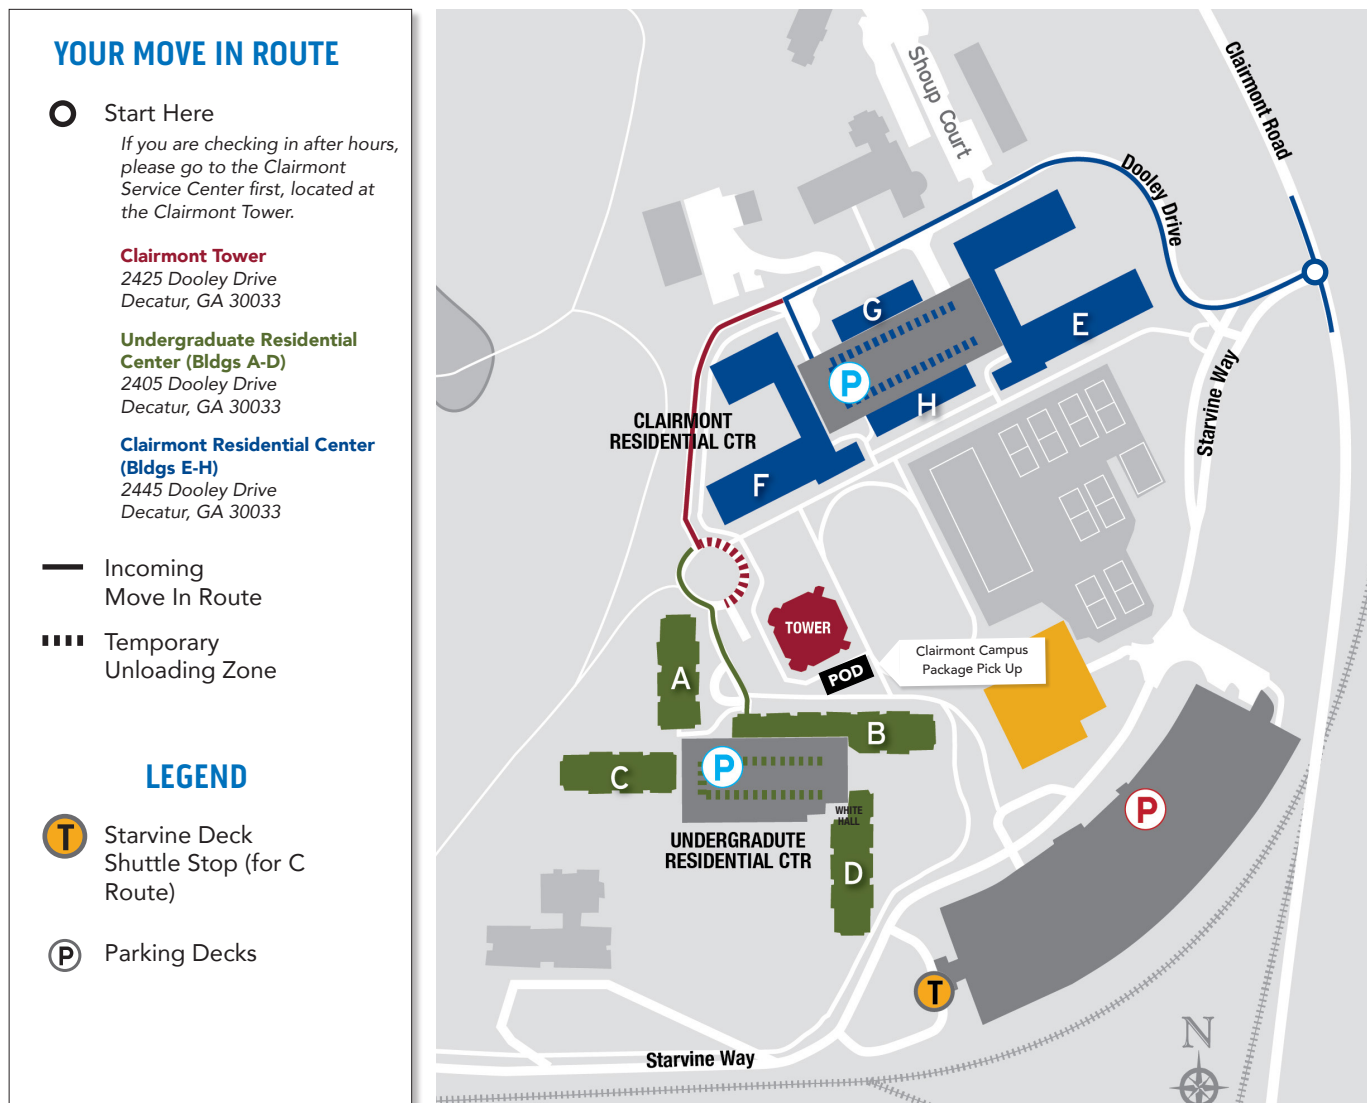 YOUR MOVE IN ROUTE
Start Here
If you are checking in after hours,
please go to the Clairmont
Service Center first, located at
the Clairmont Tower.
Clairmont Tower
2425 Dooley Drive
Decatur, GA 30033
Undergraduate Residential
Center (Bldgs A-D)
2405 Dooley Drive
Decatur, GA 30033
Clairmont Residential Center
(Bldgs E-H)
2445 Dooley Drive
Decatur, GA 30033
Incoming
Move In Route
Temporary
Unloading Zone
LEGEND
T
Starvine Deck
Shuttle Stop (for C
Route)
P
Parking Decks
Shoup Court
Clairmont Road
Dooley Drive
G
E
P
H
Starvine Way
CLAIRMONT
RESIDENTIAL CTR
F
TOWER
POD
Clairmont Campus
Package Pick Up
A
B
C
P
WHITE
HALL
P
UNDERGRADUTE
RESIDENTIAL CTR
D
T
Starvine Way
N